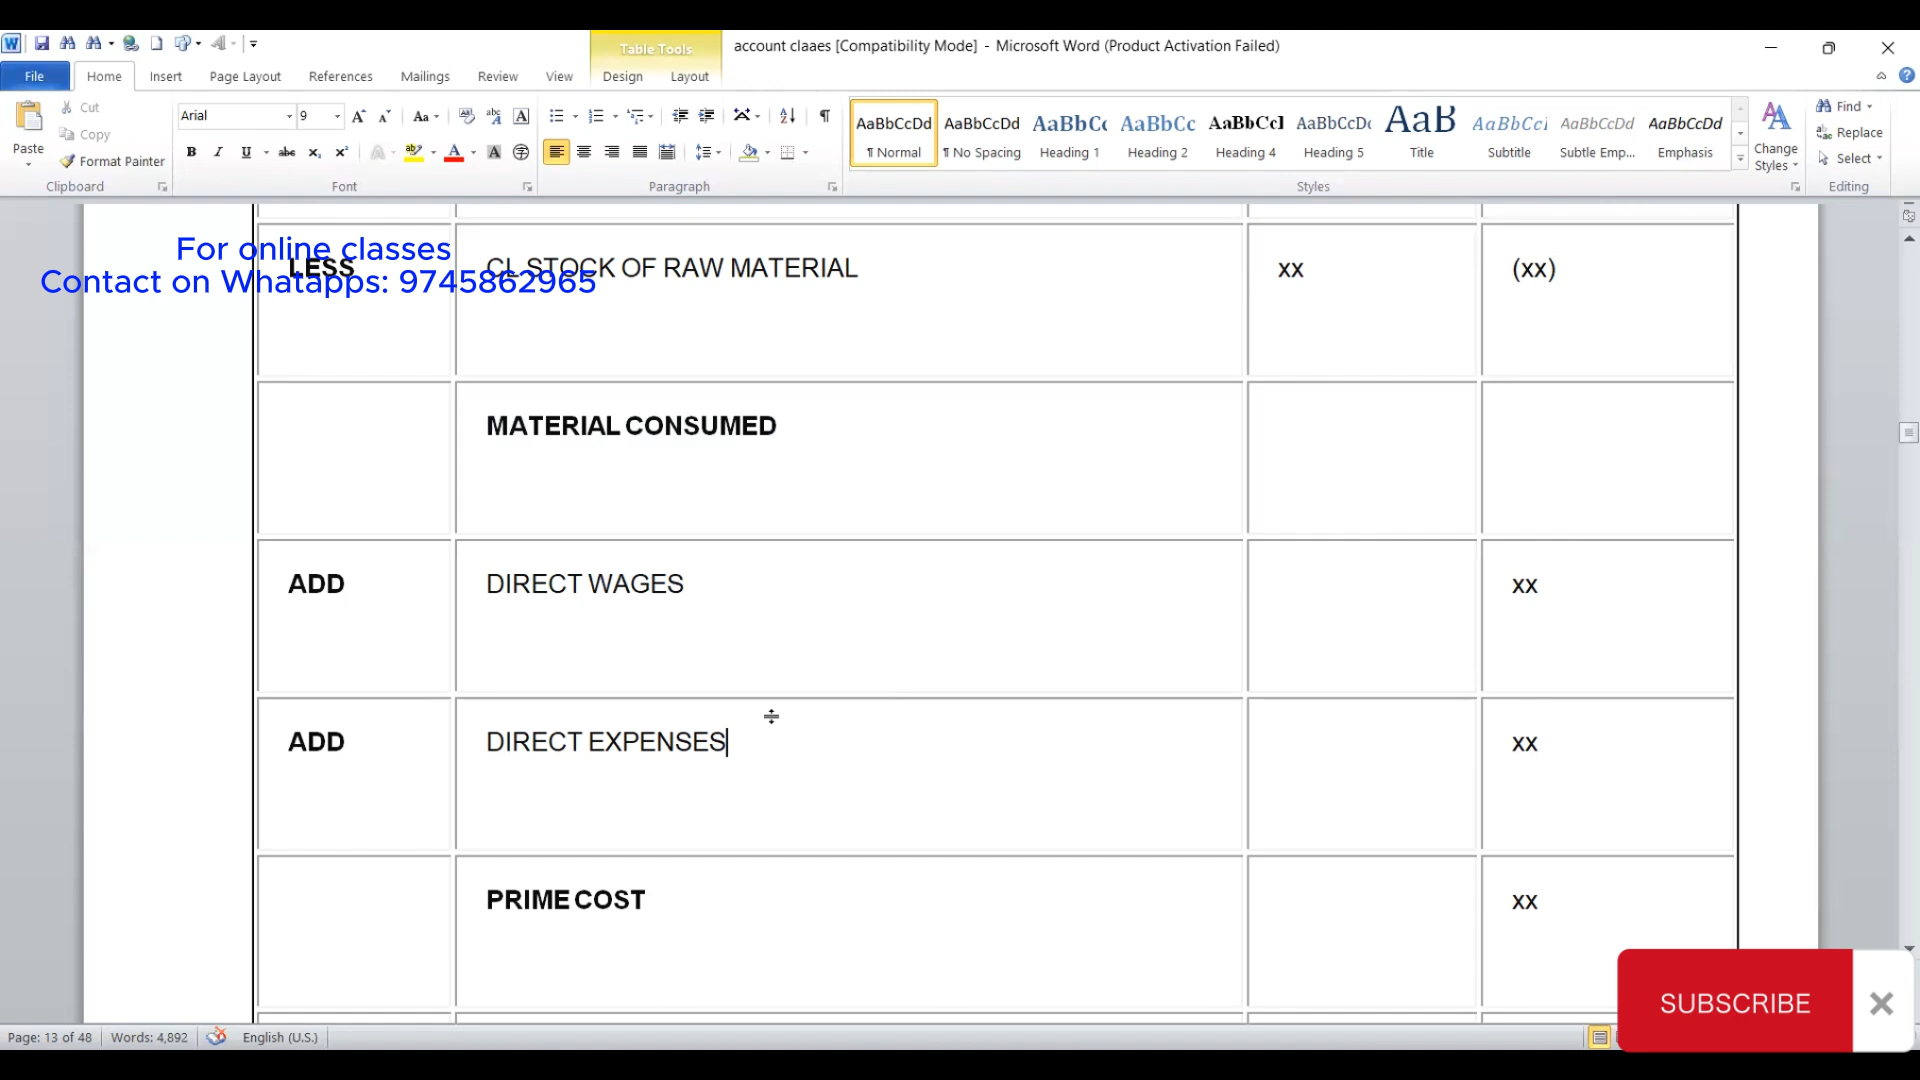 Table Tools
account claaes [Compatibility Mode] - Microsoft Word (Product Activation Failed)
File Home Insert Page Layout References Mailings Review View Design Layout
Paste
Cut
Copy
Format Painter
Clipboard
Arial 9
Font
Paragraph
AaBbCcDd AaBbCcDd AaBbCc AaBbCc AaBbCcI AaBbCcDc AaB AaBbCcI AaBbCcDd AaBbCcDd
¶ Normal ¶ No Spacing Heading 1 Heading 2 Heading 4 Heading 5 Title Subtitle Subtle Emp... Emphasis
Styles
Change Styles
Find
Replace
Select
Editing
For online classes
Contact on Whatapps: 9745862965
LESS CL STOCK OF RAW MATERIAL xx (xx)
MATERIAL CONSUMED
ADD DIRECT WAGES xx
ADD DIRECT EXPENSES xx
PRIME COST xx
SUBSCRIBE
Page: 13 of 48 Words: 4,892 English (U.S.)